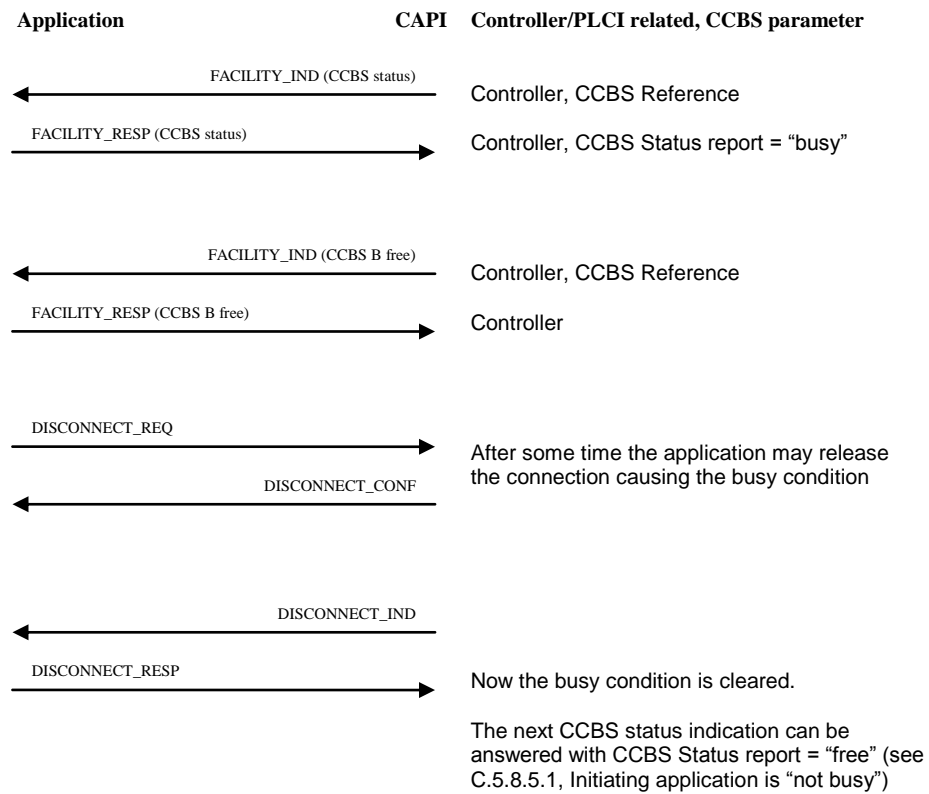 Application CAPI Controller/PLCI related, CCBS parameter
FACILITY_IND (CCBS status)
Controller, CCBS Reference
FACILITY_RESP (CCBS status)
Controller, CCBS Status report = “busy”
FACILITY_IND (CCBS B free)
Controller, CCBS Reference
FACILITY_RESP (CCBS B free)
Controller
DISCONNECT_REQ
After some time the application may release
the connection causing the busy condition
DISCONNECT_CONF
DISCONNECT_IND
DISCONNECT_RESP
Now the busy condition is cleared.
The next CCBS status indication can be
answered with CCBS Status report = “free” (see
C.5.8.5.1, Initiating application is “not busy”)